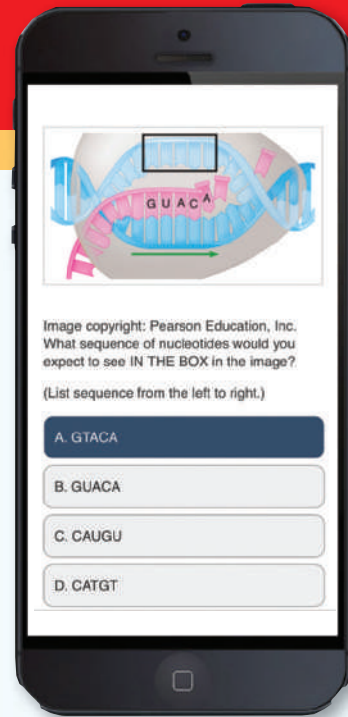 G U A C A
Image copyright: Pearson Education, Inc.
What sequence of nucleotides would you
expect to see IN THE BOX in the image?
(List sequence from the left to right.)
A. GTACA
B. GUACA
C. CAUGU
D. CATGT